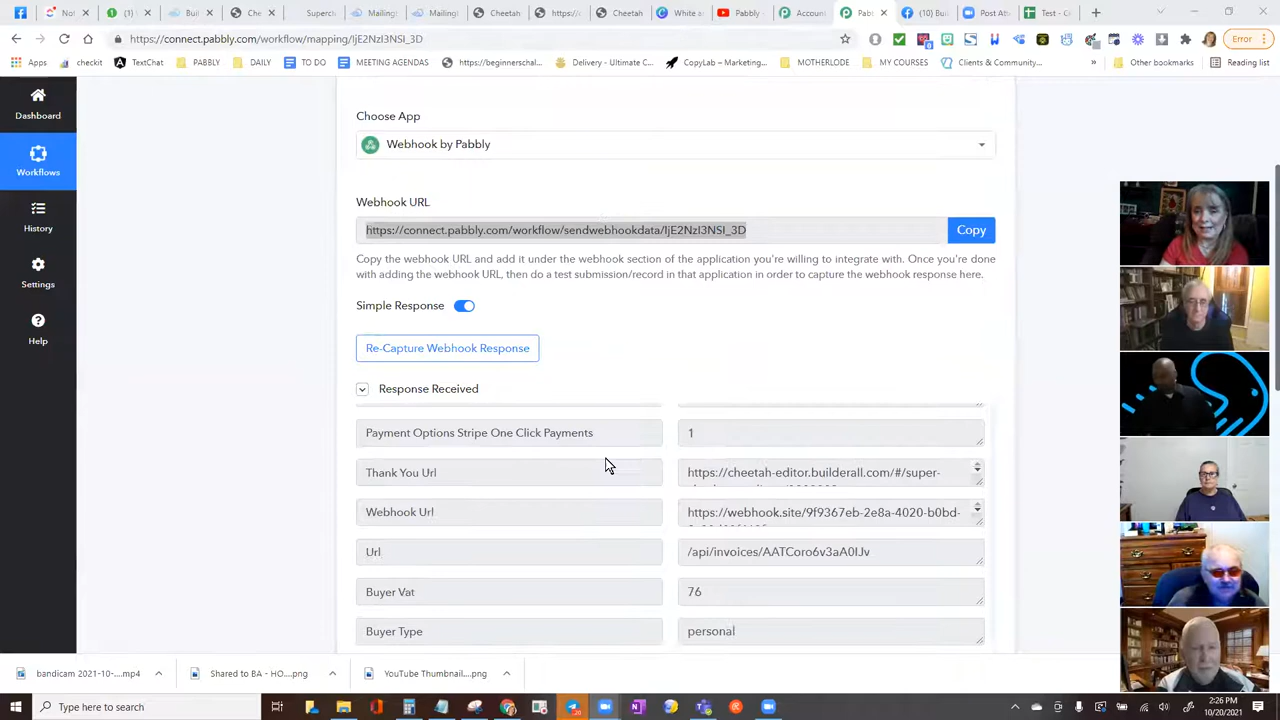 Not
(1)
Buil
Che
Superch
Mailing
Mailing
Cheetah
https:/
Cheetah
White a
Pabbly
Account
Pab
(10) Buil
Post Att
Test - G
https://connect.pabbly.com/workflow/mapping/IjE2NzI3NSI_3D
Error
Apps
checkit
TextChat
PABBLY
DAILY
TO DO
MEETING AGENDAS
https://beginnerschal...
Delivery - Ultimate C...
CopyLab – Marketing...
MOTHERLODE
MY COURSES
Clients & Community...
»
Other bookmarks
Reading list
Dashboard
Workflows
History
Settings
Help
Choose App
Webhook by Pabbly
Webhook URL
https://connect.pabbly.com/workflow/sendwebhookdata/IjE2NzI3NSI_3D
Copy
Copy the webhook URL and add it under the webhook section of the application you're willing to integrate with. Once you're done
with adding the webhook URL, then do a test submission/record in that application in order to capture the webhook response here.
Simple Response
Re-Capture Webhook Response
Response Received
Payment Options Stripe One Click Payments
1
Thank You Url
https://cheetah-editor.builderall.com/#/super-
Webhook Url
https://webhook.site/9f9367eb-2e8a-4020-b0bd-
Url
/api/invoices/AATCoro6v3aA0IJv
Buyer Vat
76
Buyer Type
personal
bandicam 2021-10-....mp4
Shared to BA - HO....png
YouTube Thumbnail....png
Type here to search
2:26 PM
10/20/2021